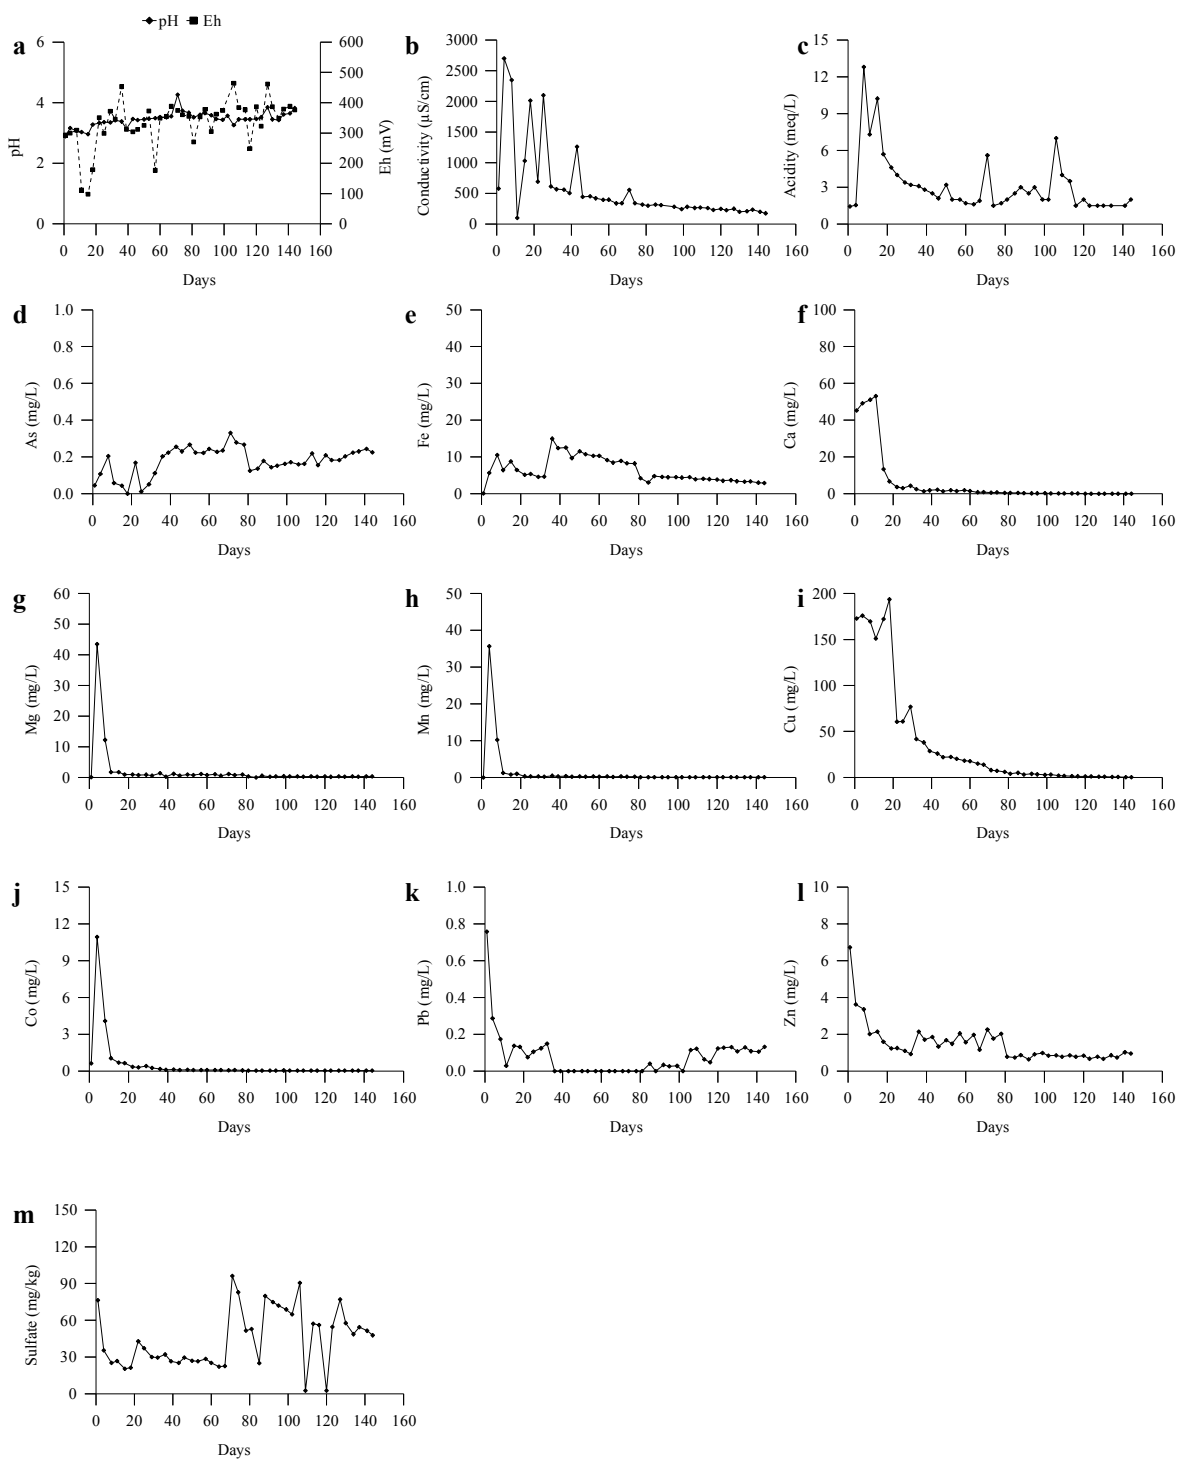 pH Eh
a
6
4
2
0
pH
600
500
400
300
200
100
0
Eh (mV)
0 20 40 60 80 100 120 140 160
Days
b
3000
2500
2000
1500
1000
500
0
Conductivity (µS/cm)
0 20 40 60 80 100 120 140 160
Days
c
15
12
9
6
3
0
Acidity (meq/L)
0 20 40 60 80 100 120 140 160
Days
d
1.0
0.8
0.6
0.4
0.2
0.0
As (mg/L)
0 20 40 60 80 100 120 140 160
Days
e
50
40
30
20
10
0
Fe (mg/L)
0 20 40 60 80 100 120 140 160
Days
f
100
80
60
40
20
0
Ca (mg/L)
0 20 40 60 80 100 120 140 160
Days
g
60
50
40
30
20
10
0
Mg (mg/L)
0 20 40 60 80 100 120 140 160
Days
h
50
40
30
20
10
0
Mn (mg/L)
0 20 40 60 80 100 120 140 160
Days
i
200
150
100
50
0
Cu (mg/L)
0 20 40 60 80 100 120 140 160
Days
j
15
12
9
6
3
0
Co (mg/L)
0 20 40 60 80 100 120 140 160
Days
k
1.0
0.8
0.6
0.4
0.2
0.0
Pb (mg/L)
0 20 40 60 80 100 120 140 160
Days
l
10
8
6
4
2
0
Zn (mg/L)
0 20 40 60 80 100 120 140 160
Days
m
150
120
90
60
30
0
Sulfate (mg/kg)
0 20 40 60 80 100 120 140 160
Days